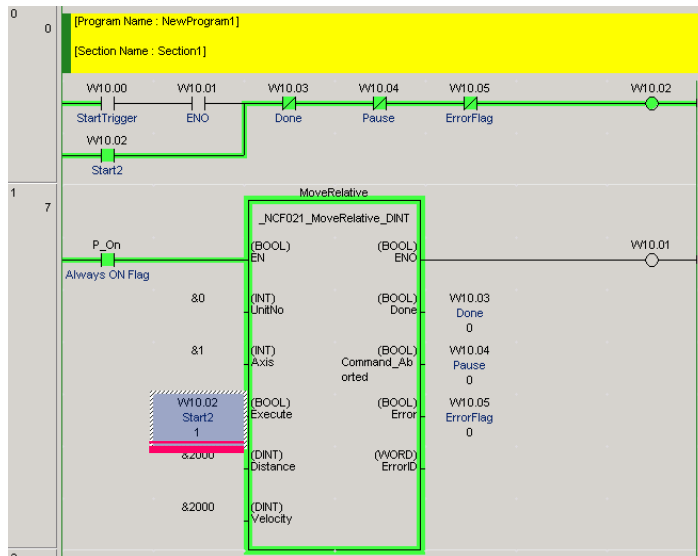 0
0
[Program Name : NewProgram1]
[Section Name : Section1]
W10.00 W10.01 W10.03 W10.04 W10.05 W10.02
StartTrigger ENO Done Pause ErrorFlag
W10.02
Start2
1
7
MoveRelative
_NCF021_MoveRelative_DINT
P_On (BOOL) (BOOL) W10.01
EN ENO
Always ON Flag
&0 (INT) (BOOL) W10.03
UnitNo Done Done
0
&1 (INT) (BOOL) W10.04
Axis Command_Ab Pause
orted 0
W10.02 (BOOL) (BOOL) W10.05
Start2 Execute Error ErrorFlag
1 0
&2000 (DINT) (WORD)
Distance ErrorID
&2000 (DINT)
Velocity